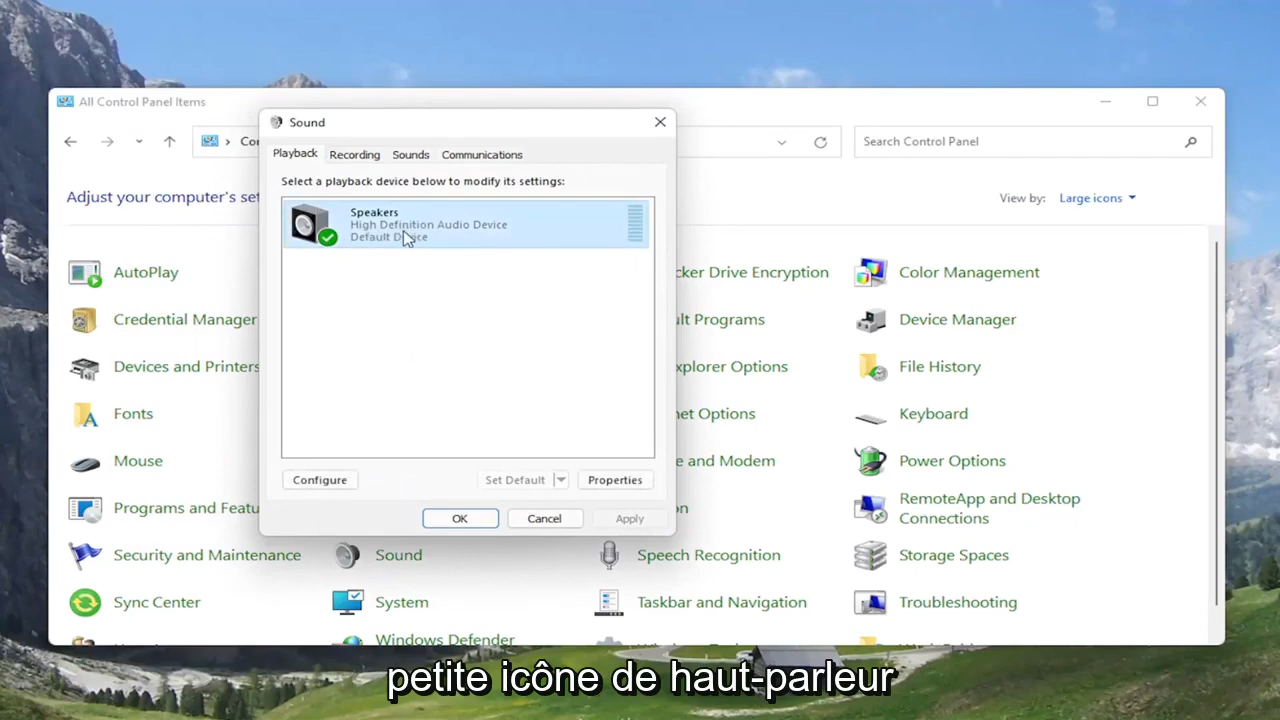 All Control Panel Items
Sound
Con
Search Control Panel
Playback
Recording
Sounds
Communications
Select a playback device below to modify its settings:
Adjust your computer's set
View by:
Large icons
Speakers
High Definition Audio Device
Default Device
AutoPlay
cker Drive Encryption
Color Management
Credential Manager
ult Programs
Device Manager
Devices and Printers
xplorer Options
File History
Fonts
net Options
Keyboard
Mouse
e and Modem
Power Options
Configure
Set Default
Properties
Programs and Featu
on
RemoteApp and Desktop
Connections
OK
Cancel
Apply
Security and Maintenance
Sound
Speech Recognition
Storage Spaces
Sync Center
System
Taskbar and Navigation
Troubleshooting
Windows Defender
petite icône de haut-parleur